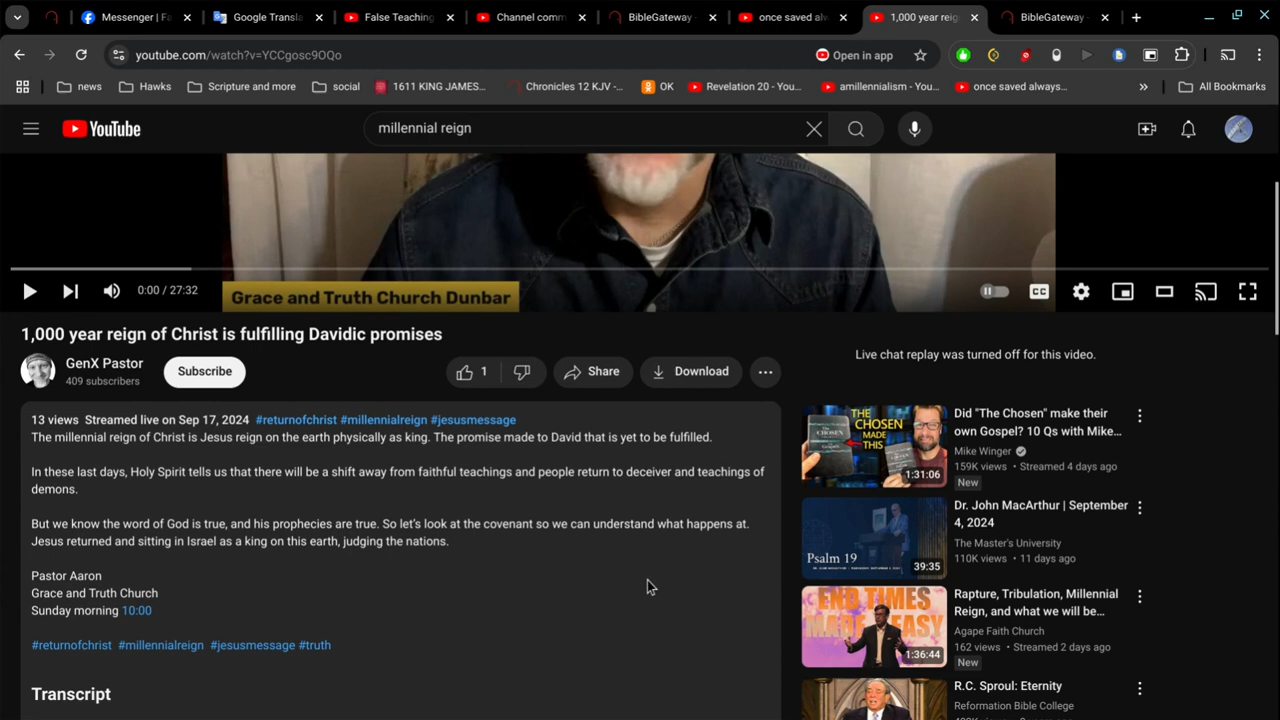 Messenger | Fa
Google Transla
False Teaching
Channel comm
BibleGateway
once saved alw
1,000 year reig
BibleGateway
youtube.com/watch?v=YCCgosc9OQo
Open in app
news
Hawks
Scripture and more
social
1611 KING JAMES...
Chronicles 12 KJV -...
OK
Revelation 20 - You...
amillennialism - You...
once saved always...
»
All Bookmarks
YouTube
millennial reign
0:00 / 27:32
Grace and Truth Church Dunbar
CC
1,000 year reign of Christ is fulfilling Davidic promises
GenX Pastor
409 subscribers
Subscribe
1
Share
Download
Live chat replay was turned off for this video.
13 views Streamed live on Sep 17, 2024 #returnofchrist #millennialreign #jesusmessage
The millennial reign of Christ is Jesus reign on the earth physically as king. The promise made to David that is yet to be fulfilled.
In these last days, Holy Spirit tells us that there will be a shift away from faithful teachings and people return to deceiver and teachings of
demons.
But we know the word of God is true, and his prophecies are true. So let's look at the covenant so we can understand what happens at.
Jesus returned and sitting in Israel as a king on this earth, judging the nations.
Pastor Aaron
Grace and Truth Church
Sunday morning 10:00
#returnofchrist #millennialreign #jesusmessage #truth
Transcript
THE
CHOSEN
MADE
THIS
1:31:06
Did "The Chosen" make their
own Gospel? 10 Qs with Mike...
Mike Winger
159K views • Streamed 4 days ago
New
Psalm 19
39:35
Dr. John MacArthur | September
4, 2024
The Master's University
110K views • 11 days ago
END TIMES
MADE EASY
1:36:44
Rapture, Tribulation, Millennial
Reign, and what we will be...
Agape Faith Church
162 views • Streamed 2 days ago
New
R.C. Sproul: Eternity
Reformation Bible College